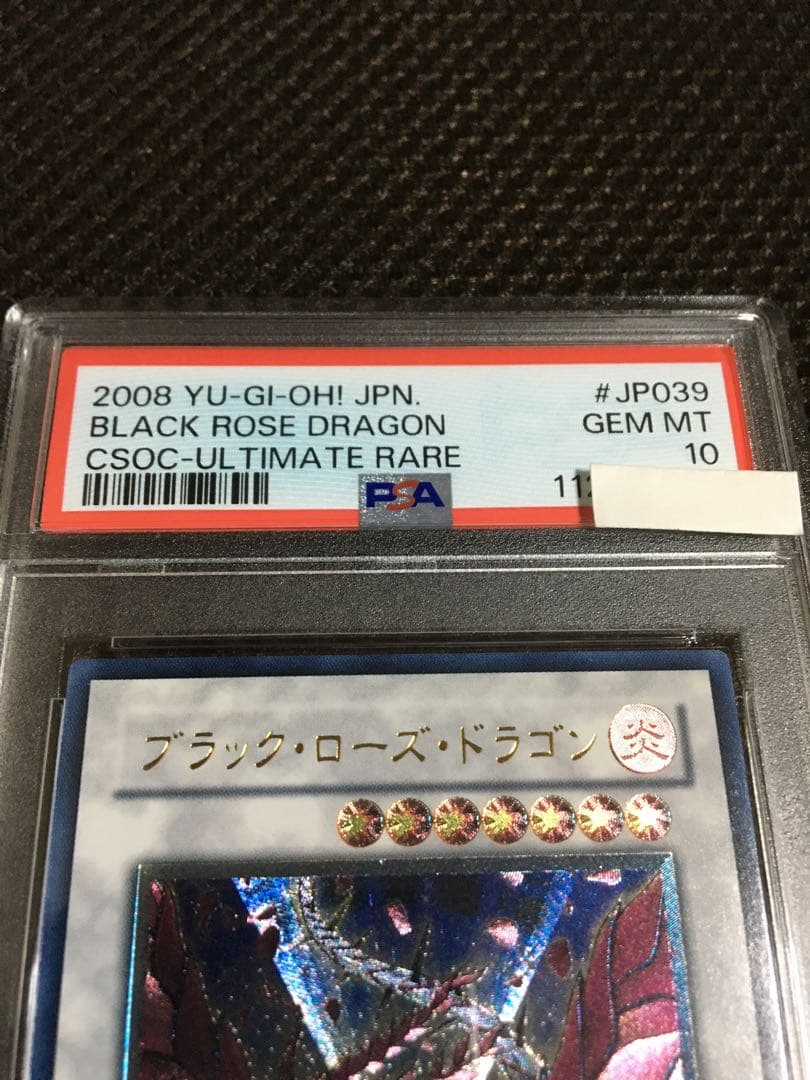 2008 YU-GI-OH! JPN. #JP039
BLACK ROSE DRAGON GEM MT
CSOC-ULTIMATE RARE 10
PSA
ブラック・ローズ・ドラゴン 炎